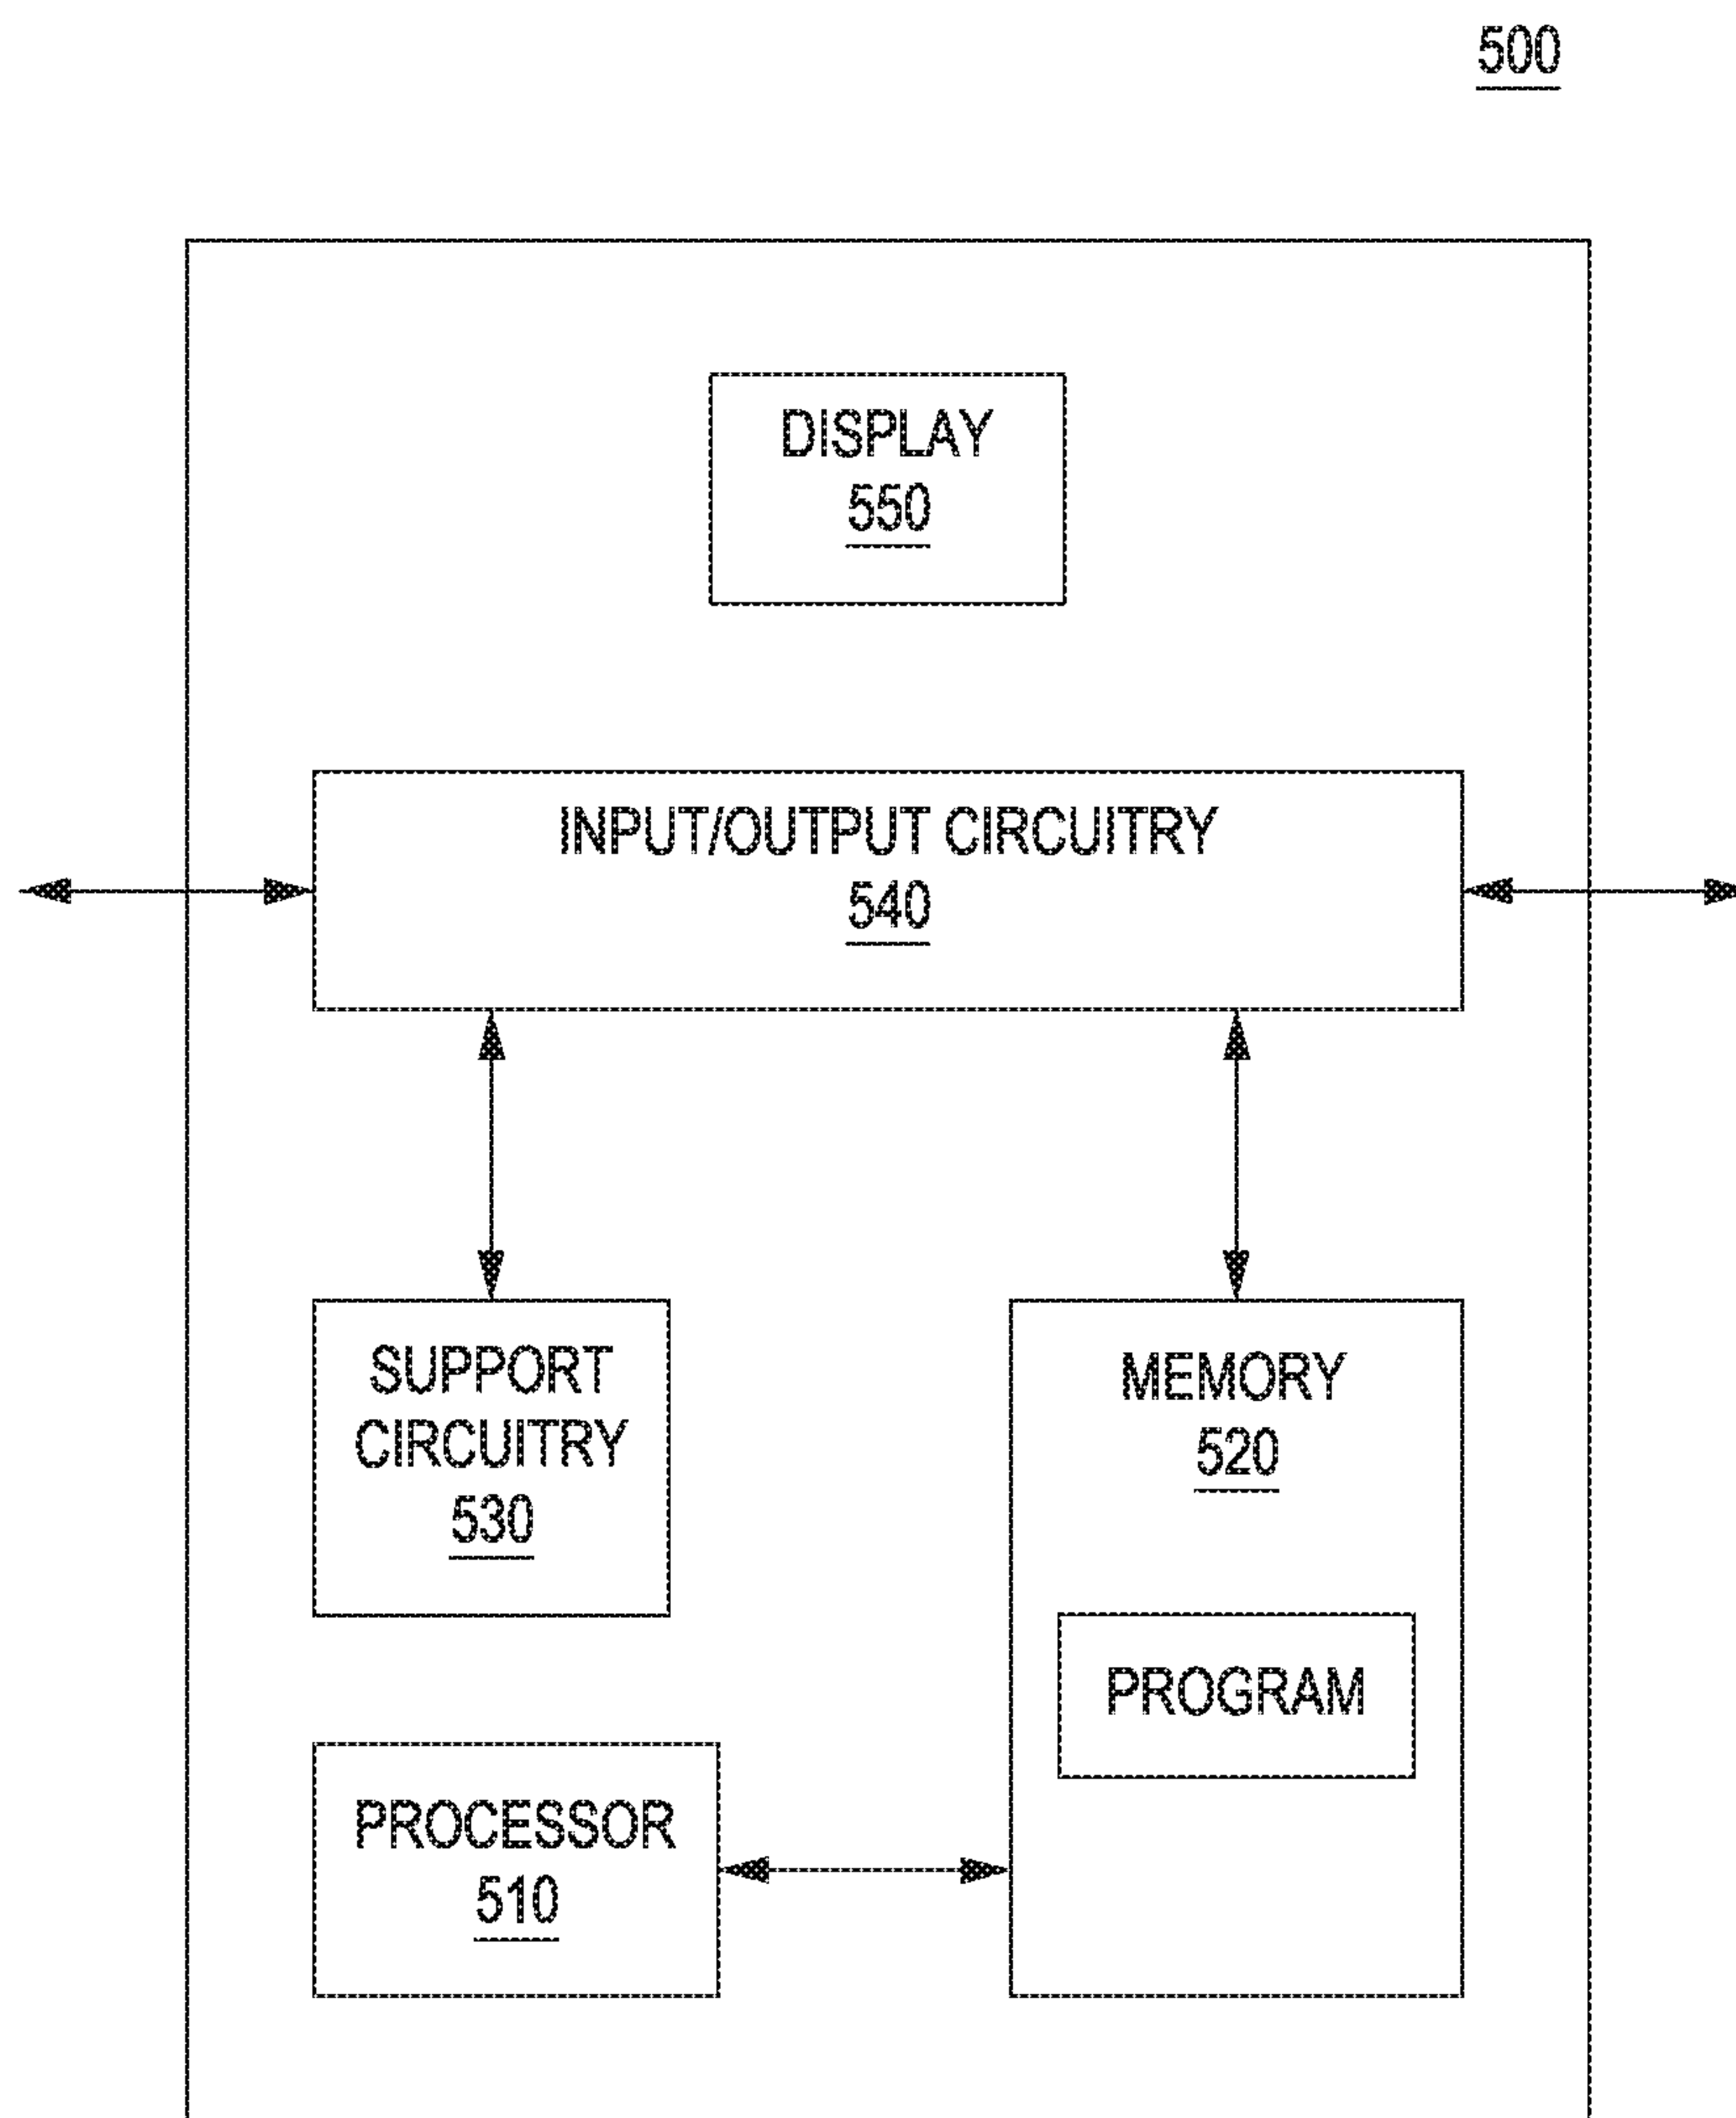 500
DISPLAY
550
INPUT/OUTPUT CIRCUITRY
540
SUPPORT
CIRCUITRY
530
MEMORY
520
PROGRAM
PROCESSOR
510